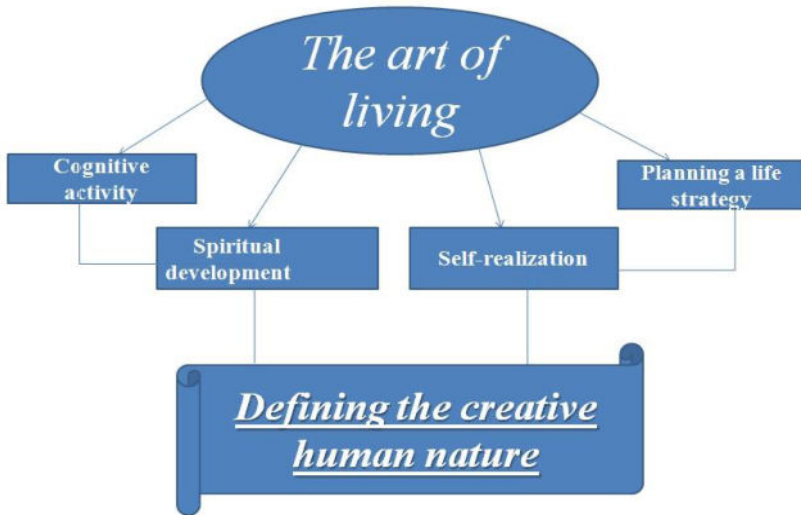 The art of
living
Cognitive
activity
Planning a life
strategy
Spiritual
development
Self-realization
Defining the creative
human nature